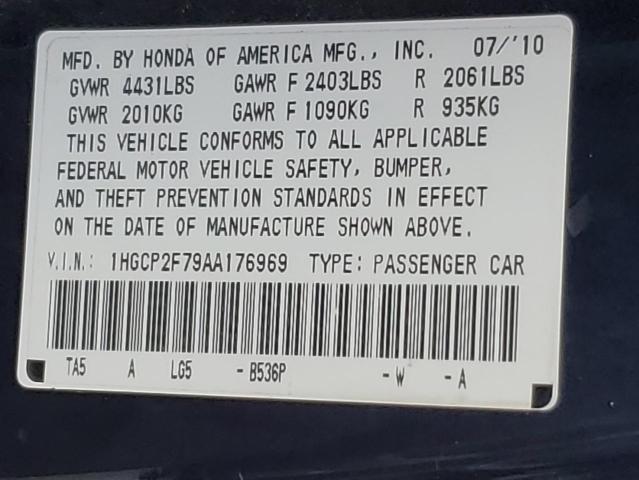 MFD. BY HONDA OF AMERICA MFG., INC. 07/'10
GVWR 4431LBS GAWR F 2403LBS R 2061LBS
GVWR 2010KG GAWR F 1090KG R 935KG
THIS VEHICLE CONFORMS TO ALL APPLICABLE
FEDERAL MOTOR VEHICLE SAFETY, BUMPER,
AND THEFT PREVENTION STANDARDS IN EFFECT
ON THE DATE OF MANUFACTURE SHOWN ABOVE.
V.I.N.: 1HGCP2F79AA176969 TYPE: PASSENGER CAR
TA5 A LG5 -B536P -W -A